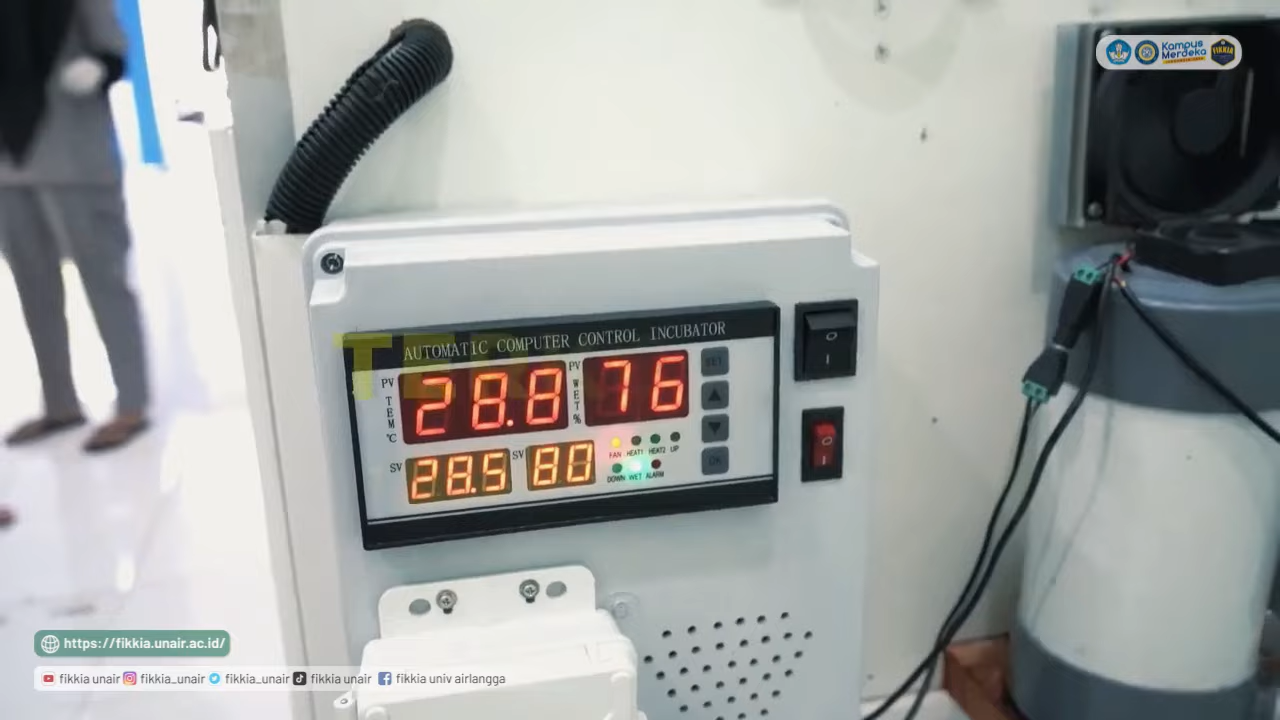 Kampus
Merdeka
FIKKIA
AUTOMATIC COMPUTER CONTROL INCUBATOR
PV TEM ℃ 28.8 PV WET % 76 SET
SV 28.5 SV 80 OK
FAN HEAT1 HEAT2 UP
DOWN WET ALARM
https://fikkia.unair.ac.id/
fikkia unair fikkia_unair fikkia_unair fikkia unair fikkia univ airlangga